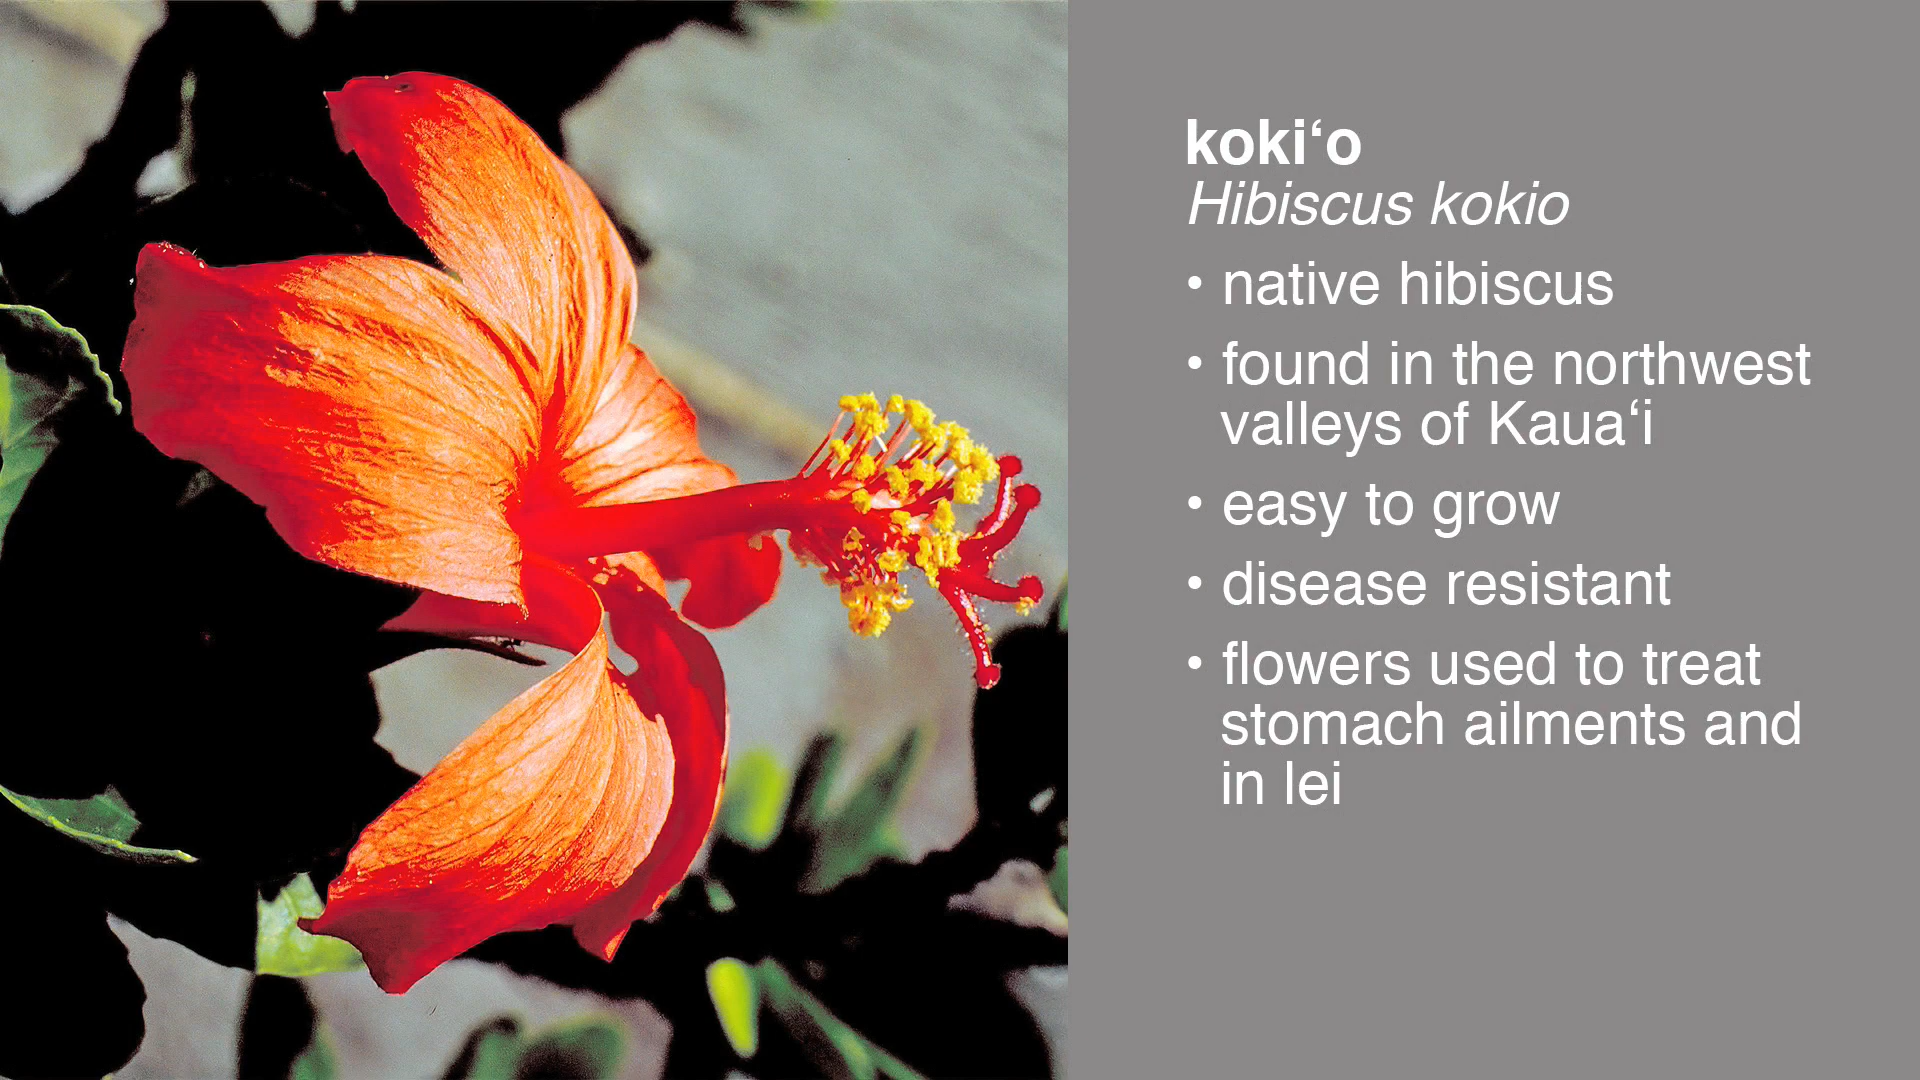 koki‘o
Hibiscus kokio
• native hibiscus
• found in the northwest
valleys of Kaua‘i
• easy to grow
• disease resistant
• flowers used to treat
stomach ailments and
in lei